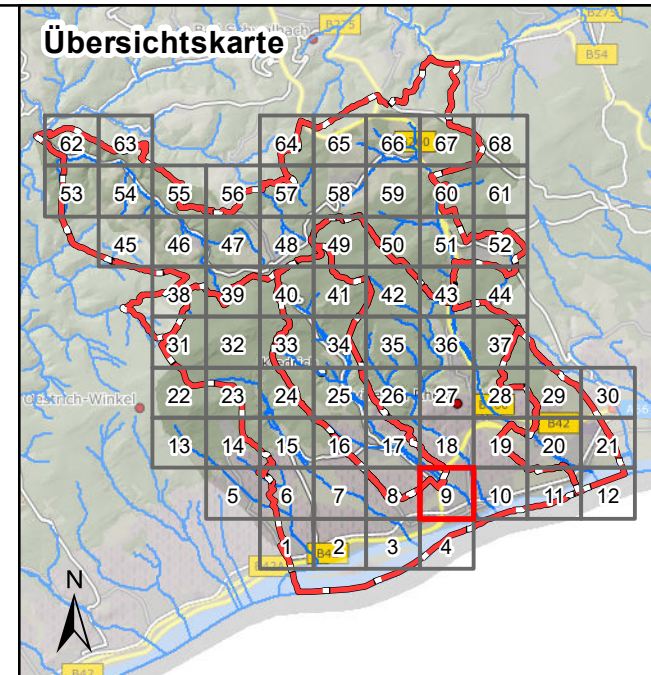 Übersichtskarte
B275
B54
62 63 64 65 66 67 68
53 54 55 56 57 58 59 60 61
45 46 47 48 49 50 51 52
38 39 40 41 42 43 44
31 32 33 34 35 36 37
Oestrich-Winkel
22 23 24 25 26 27 28 29 30
B42
13 14 15 16 17 18 19 20 21
5 6 7 8 9 10 11 12
1 2 3 4
N
B42